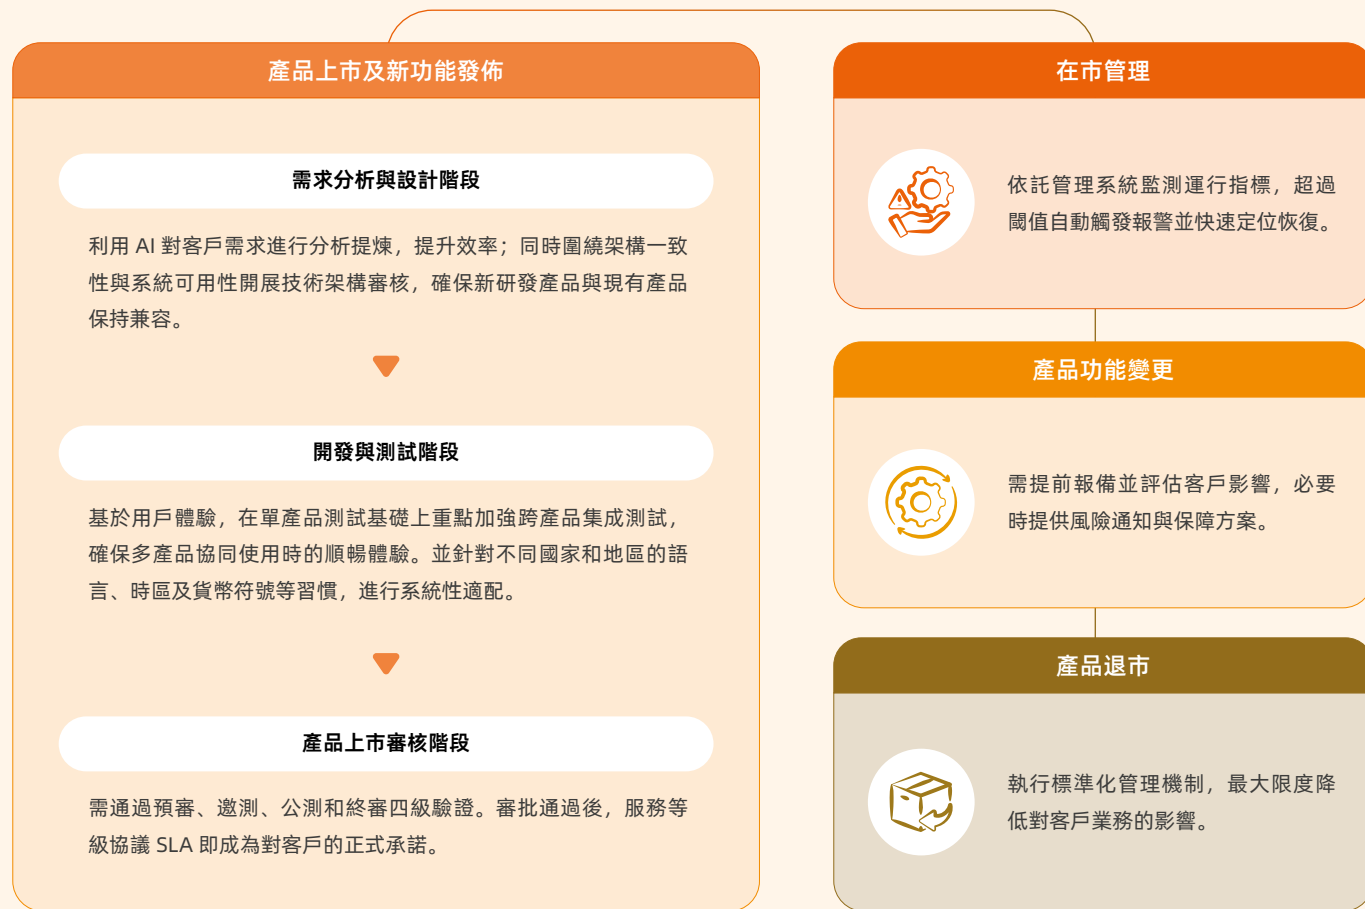 產品上市及新功能發佈
需求分析與設計階段
利用 AI 對客戶需求進行分析提煉，提升效率；同時圍繞架構一致
性與系統可用性開展技術架構審核，確保新研發產品與現有產品
保持兼容。
開發與測試階段
基於用戶體驗，在單產品測試基礎上重點加強跨產品集成測試，
確保多產品協同使用時的順暢體驗。並針對不同國家和地區的語
言、時區及貨幣符號等習慣，進行系統性適配。
產品上市審核階段
需通過預審、邀測、公測和終審四級驗證。審批通過後，服務等
級協議 SLA 即成為對客戶的正式承諾。
在市管理
依託管理系統監測運行指標，超過
閾值自動觸發報警並快速定位恢復。
產品功能變更
需提前報備並評估客戶影響，必要
時提供風險通知與保障方案。
產品退市
執行標準化管理機制，最大限度降
低對客戶業務的影響。